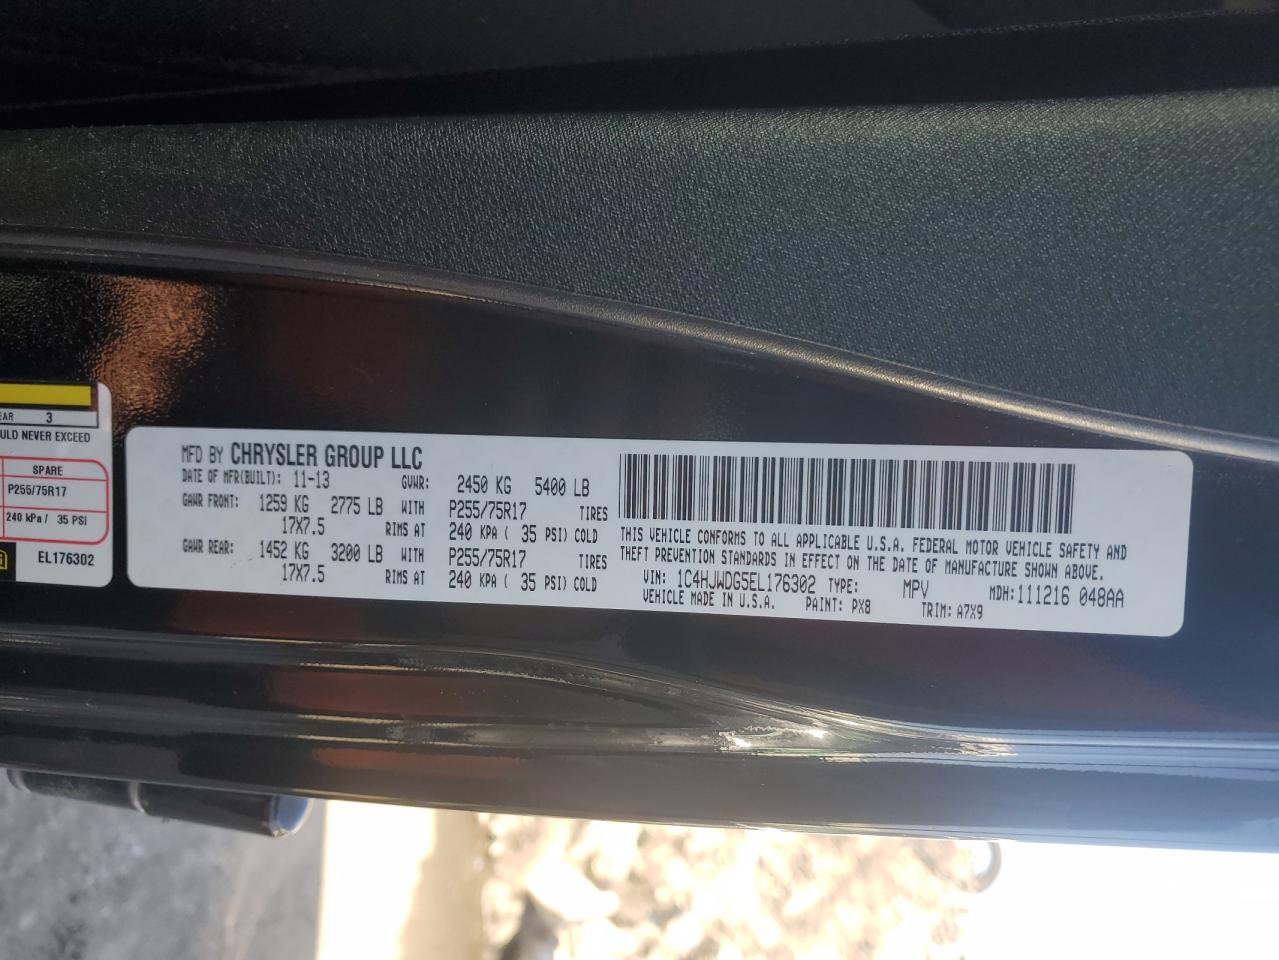 EAR 3
ULD NEVER EXCEED
SPARE
P255/75R17
240 kPa / 35 PSI
EL176302
MFD BY CHRYSLER GROUP LLC
DATE OF MFR(BUILT): 11-13 GVWR: 2450 KG 5400 LB
GAWR FRONT: 1259 KG 2775 LB WITH P255/75R17 TIRES
17X7.5 RIMS AT 240 KPA ( 35 PSI) COLD
GAWR REAR: 1452 KG 3200 LB WITH P255/75R17 TIRES
17X7.5 RIMS AT 240 KPA ( 35 PSI) COLD
THIS VEHICLE CONFORMS TO ALL APPLICABLE U.S.A. FEDERAL MOTOR VEHICLE SAFETY AND
THEFT PREVENTION STANDARDS IN EFFECT ON THE DATE OF MANUFACTURE SHOWN ABOVE.
VIN: 1C4HJWDG5EL176302 TYPE: MPV MDH: 111216 048AA
VEHICLE MADE IN U.S.A. PAINT: PX8 TRIM: A7X9